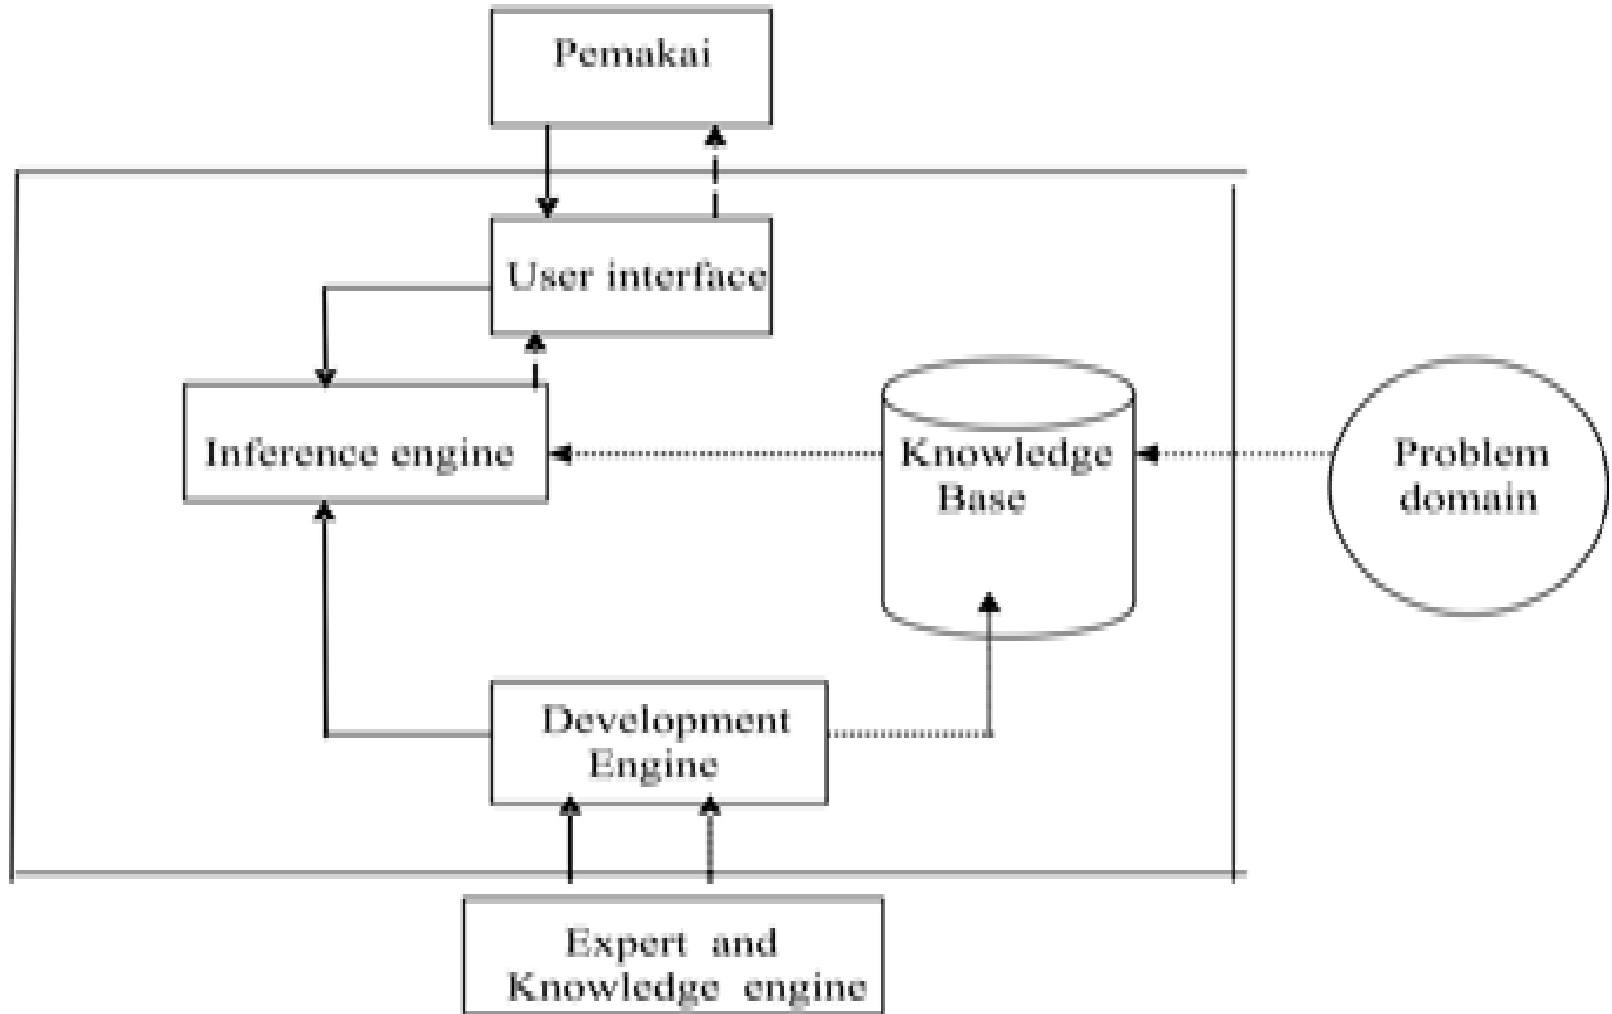 Pemakai
User interface
Inference engine
Knowledge
Base
Problem
domain
Development
Engine
Expert and
Knowledge engine